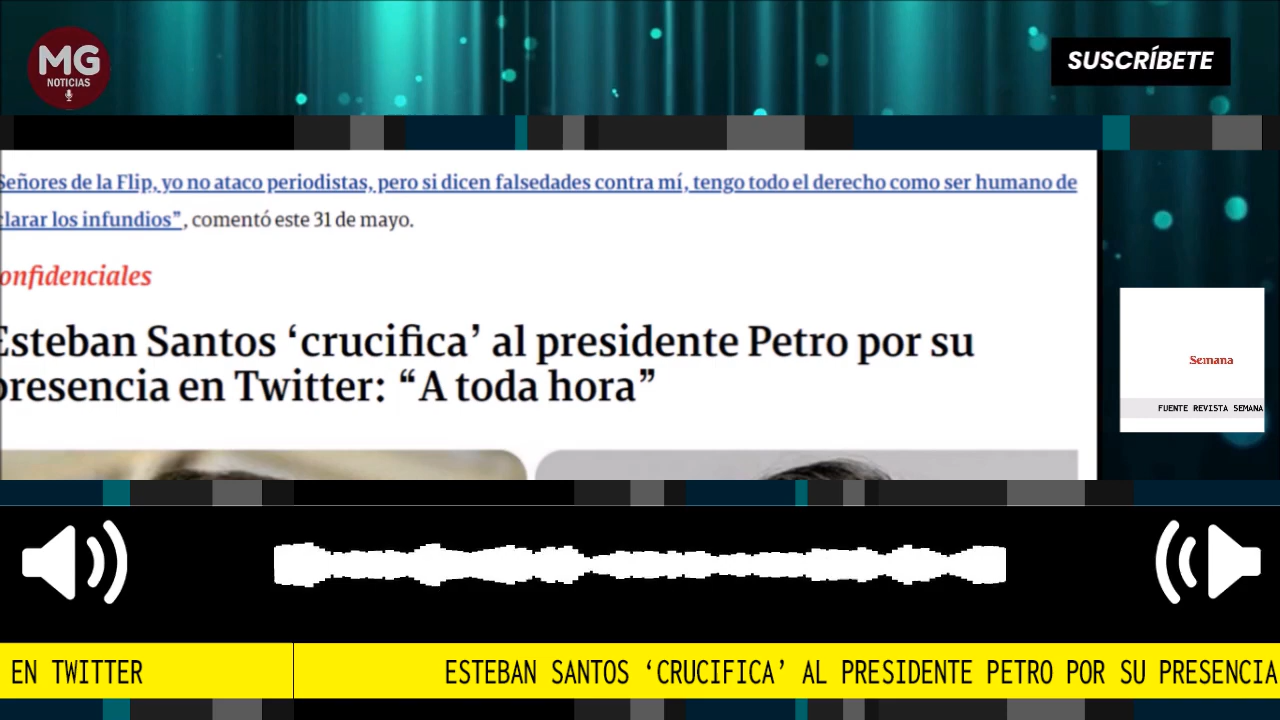 MG
NOTICIAS
SUSCRÍBETE
Señores de la Flip, yo no ataco periodistas, pero si dicen falsedades contra mí, tengo todo el derecho como ser humano de
clarar los infundios”, comentó este 31 de mayo.
onfidenciales
Esteban Santos ‘crucifica’ al presidente Petro por su
presencia en Twitter: “A toda hora”
Semana
FUENTE REVISTA SEMANA
EN TWITTER
ESTEBAN SANTOS ‘CRUCIFICA’ AL PRESIDENTE PETRO POR SU PRESENCIA